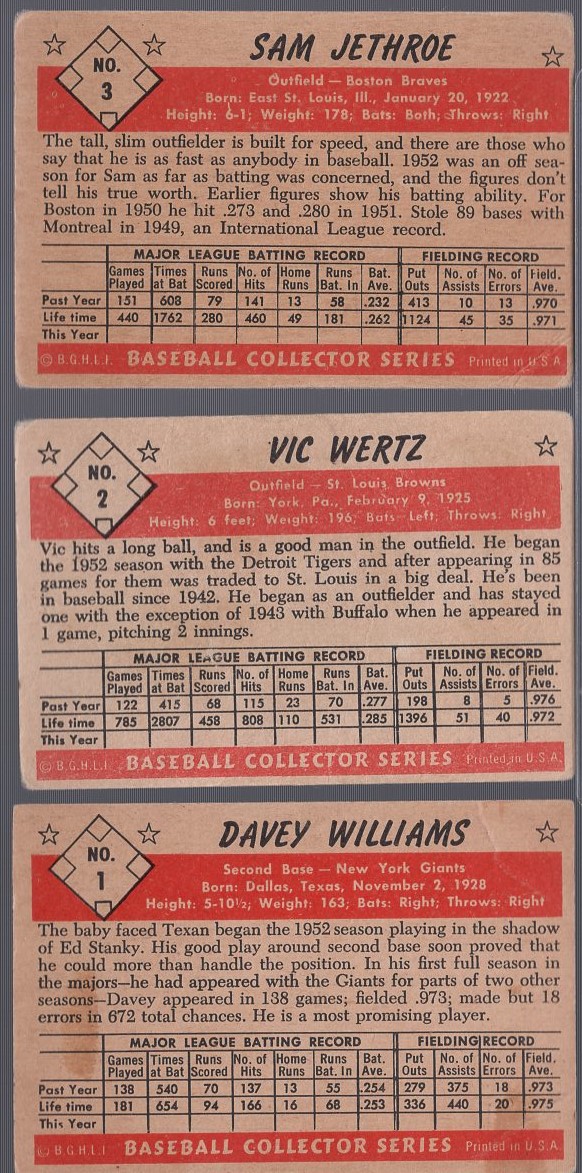 SAM JETHROE
NO.
3
Outfield — Boston Braves
Born: East St. Louis, Ill., January 20, 1922
Height: 6-1; Weight: 178; Bats: Both; Throws: Right
The tall, slim outfielder is built for speed, and there are those who
say that he is as fast as anybody in baseball. 1952 was an off sea-
son for Sam as far as batting was concerned, and the figures don't
tell his true worth. Earlier figures show his batting ability. For
Boston in 1950 he hit .273 and .280 in 1951. Stole 89 bases with
Montreal in 1949, an International League record.
MAJOR LEAGUE BATTING RECORD FIELDING RECORD
Games Times Runs No. of Home Runs Bat. Put No. of No. of Field.
Played at Bat Scored Hits Runs Bat. In Ave. Outs Assists Errors Ave.
Past Year 151 608 79 141 13 58 .232 413 10 13 .970
Life time 440 1762 280 460 49 181 .262 1124 45 35 .971
This Year
© B.G.H.L.I. BASEBALL COLLECTOR SERIES Printed in U.S.A.
VIC WERTZ
NO.
2
Outfield — St. Louis Browns
Born: York, Pa., February 9, 1925
Height: 6 feet; Weight: 196; Bats Left; Throws: Right
Vic hits a long ball, and is a good man in the outfield. He began
the 1952 season with the Detroit Tigers and after appearing in 85
games for them was traded to St. Louis in a big deal. He's been
in baseball since 1942. He began as an outfielder and has stayed
one with the exception of 1943 with Buffalo when he appeared in
1 game, pitching 2 innings.
MAJOR LEAGUE BATTING RECORD FIELDING RECORD
Games Times Runs No. of Home Runs Bat. Put No. of No. of Field.
Played at Bat Scored Hits Runs Bat. In Ave. Outs Assists Errors Ave.
Past Year 122 415 68 115 23 70 .277 198 8 5 .976
Life time 785 2807 458 808 110 531 .285 1396 51 40 .972
This Year
© B.G.H.L.I. BASEBALL COLLECTOR SERIES Printed in U.S.A.
DAVEY WILLIAMS
NO.
1
Second Base — New York Giants
Born: Dallas, Texas, November 2, 1928
Height: 5-10½; Weight: 163; Bats: Right; Throws: Right
The baby faced Texan began the 1952 season playing in the shadow
of Ed Stanky. His good play around second base soon proved that
he could more than handle the position. In his first full season in
the majors—he had appeared with the Giants for parts of two other
seasons—Davey appeared in 138 games; fielded .973; made but 18
errors in 672 total chances. He is a most promising player.
MAJOR LEAGUE BATTING RECORD FIELDING RECORD
Games Times Runs No. of Home Runs Bat. Put No. of No. of Field.
Played at Bat Scored Hits Runs Bat. In Ave. Outs Assists Errors Ave.
Past Year 138 540 70 137 13 55 .254 279 375 18 .973
Life time 181 654 94 166 16 68 .253 336 440 20 .975
This Year
© B.G.H.L.I. BASEBALL COLLECTOR SERIES Printed in U.S.A.